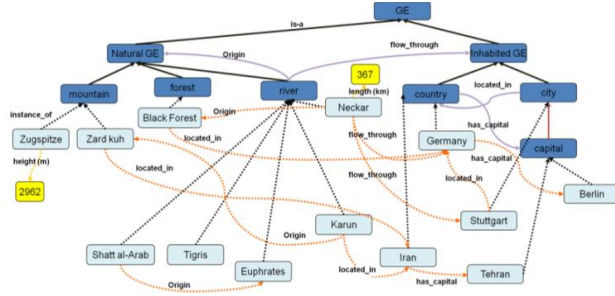 GE
is-a
Natural GE
Origin
flow_through
Inhabited GE
367
length (km)
located_in
mountain
forest
river
country
city
instance_of
Black Forest
Origin
Neckar
has_capital
Zugspitze
Zard kuh
located_in
flow_through
Germany
has_capital
capital
height (m)
located_in
flow_through
located_in
Berlin
2962
Karun
Stuttgart
Shatt al-Arab
Tigris
Origin
Euphrates
located_in
Iran
has_capital
Tehran
Origin